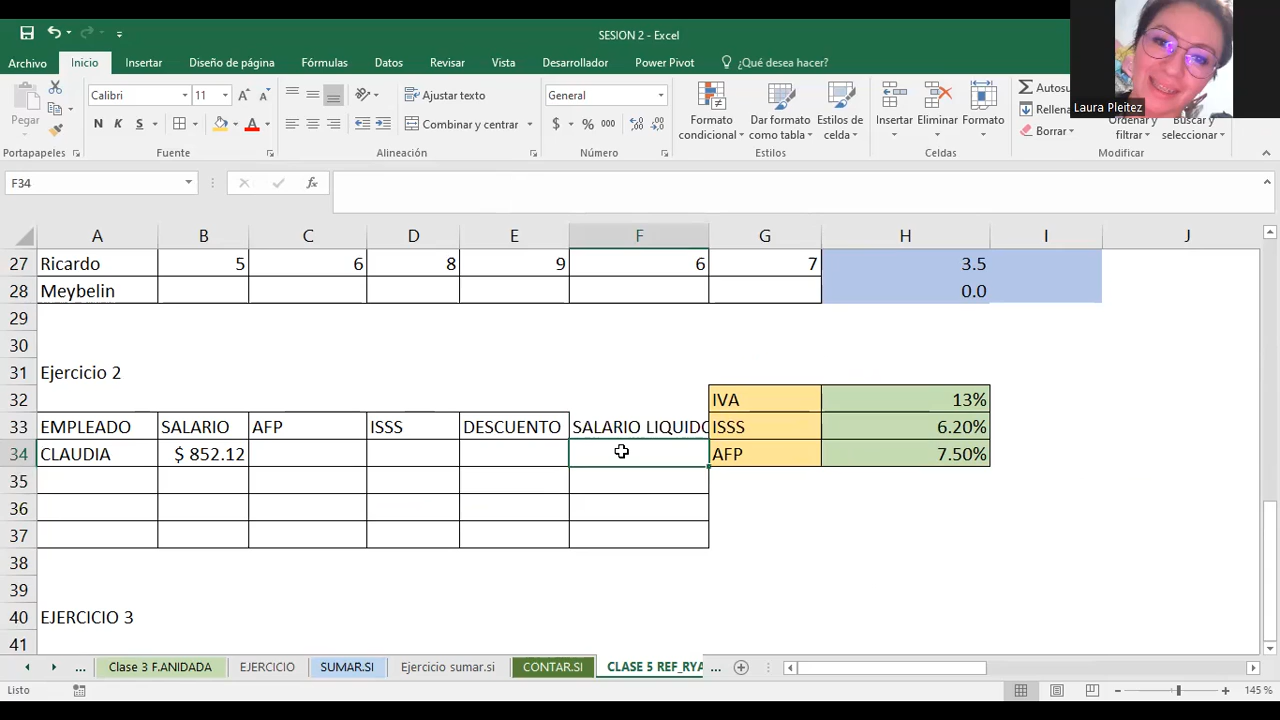 SESION 2 - Excel
Laura Pleitez
Archivo Inicio Insertar Diseño de página Fórmulas Datos Revisar Vista Desarrollador Power Pivot ¿Qué desea hacer?
Pegar
Calibri 11
N K S
Ajustar texto
Combinar y centrar
General
$ % 000
Formato condicional
Dar formato como tabla
Estilos de celda
Insertar
Eliminar
Formato
Autosu
Rellena
Borrar
Ordenar y filtrar
Buscar y seleccionar
Portapapeles Fuente Alineación Número Estilos Celdas Modificar
F34 fx
A B C D E F G H I J
27 Ricardo 5 6 8 9 6 7 3.5
28 Meybelin 0.0
29
30
31 Ejercicio 2
32 IVA 13%
33 EMPLEADO SALARIO AFP ISSS DESCUENTO SALARIO LIQUIDO ISSS 6.20%
34 CLAUDIA $ 852.12 AFP 7.50%
35
36
37
38
39
40 EJERCICIO 3
41
... Clase 3 F.ANIDADA EJERCICIO SUMAR.SI Ejercicio sumar.si CONTAR.SI CLASE 5 REF_RYA ...
Listo 145 %